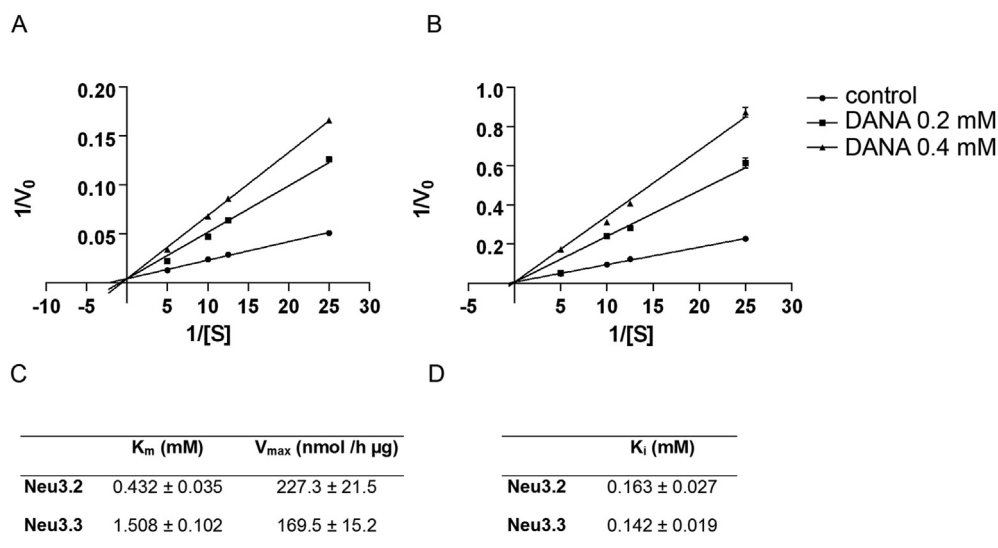 A
B
0.20
0.15
0.10
0.05
1/V0
-10 -5 5 10 15 20 25 30
1/[S]
1.0
0.8
0.6
0.4
0.2
1/V0
-5 5 10 15 20 25 30
1/[S]
control
DANA 0.2 mM
DANA 0.4 mM
C
Km (mM) Vmax (nmol /h µg)
Neu3.2 0.432 ± 0.035 227.3 ± 21.5
Neu3.3 1.508 ± 0.102 169.5 ± 15.2
D
Ki (mM)
Neu3.2 0.163 ± 0.027
Neu3.3 0.142 ± 0.019